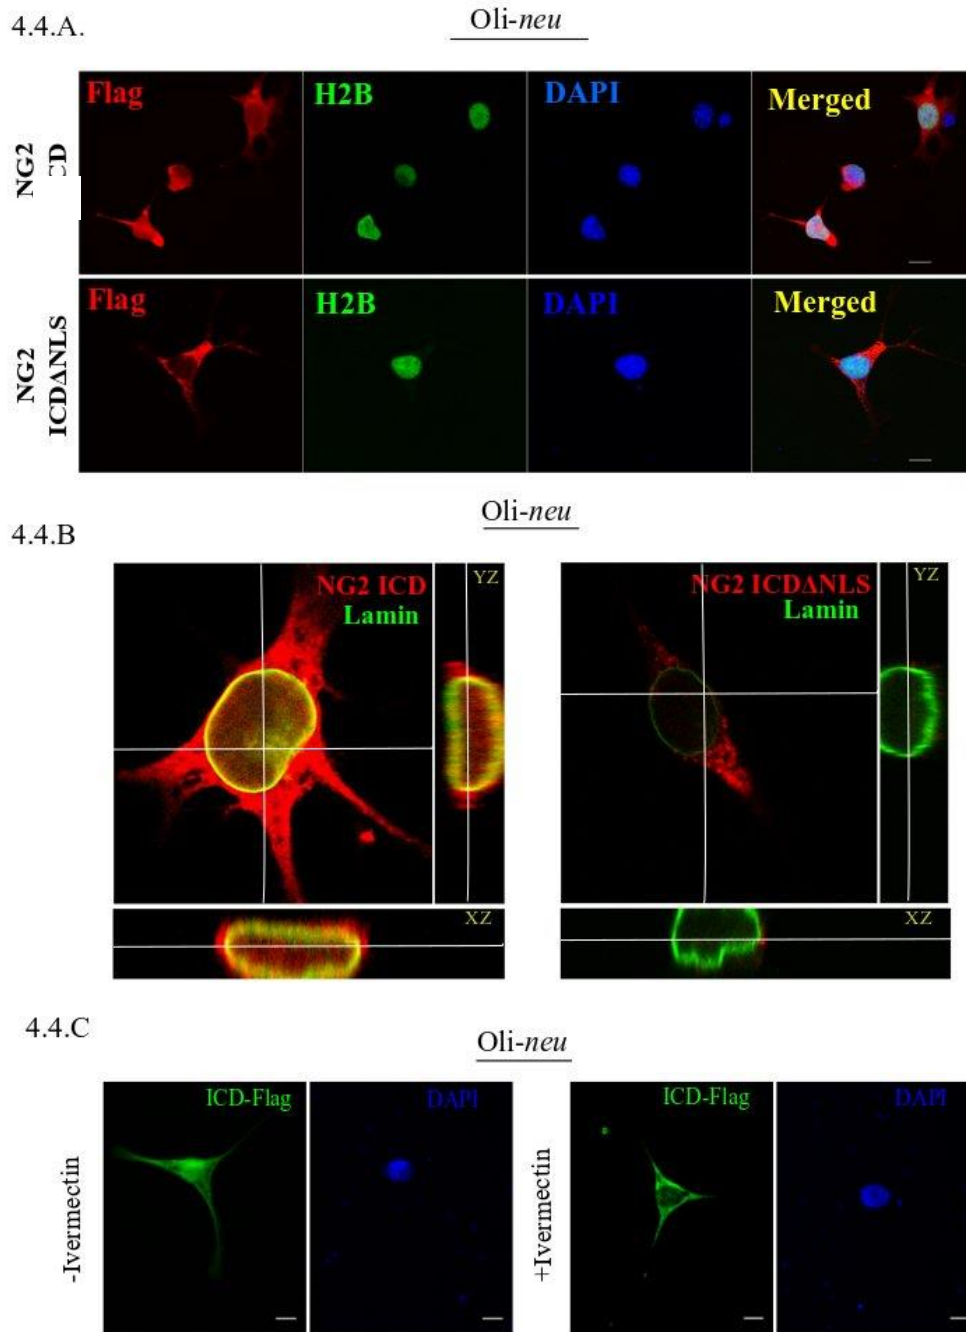 4.4.A.
Oli-neu
Flag
H2B
DAPI
Merged
NG2
Flag
H2B
DAPI
Merged
NG2
ICDΔNLS
4.4.B
Oli-neu
NG2 ICD
Lamin
YZ
XZ
NG2 ICDΔNLS
Lamin
YZ
XZ
4.4.C
Oli-neu
-Ivermectin
ICD-Flag
DAPI
+Ivermectin
ICD-Flag
DAPI